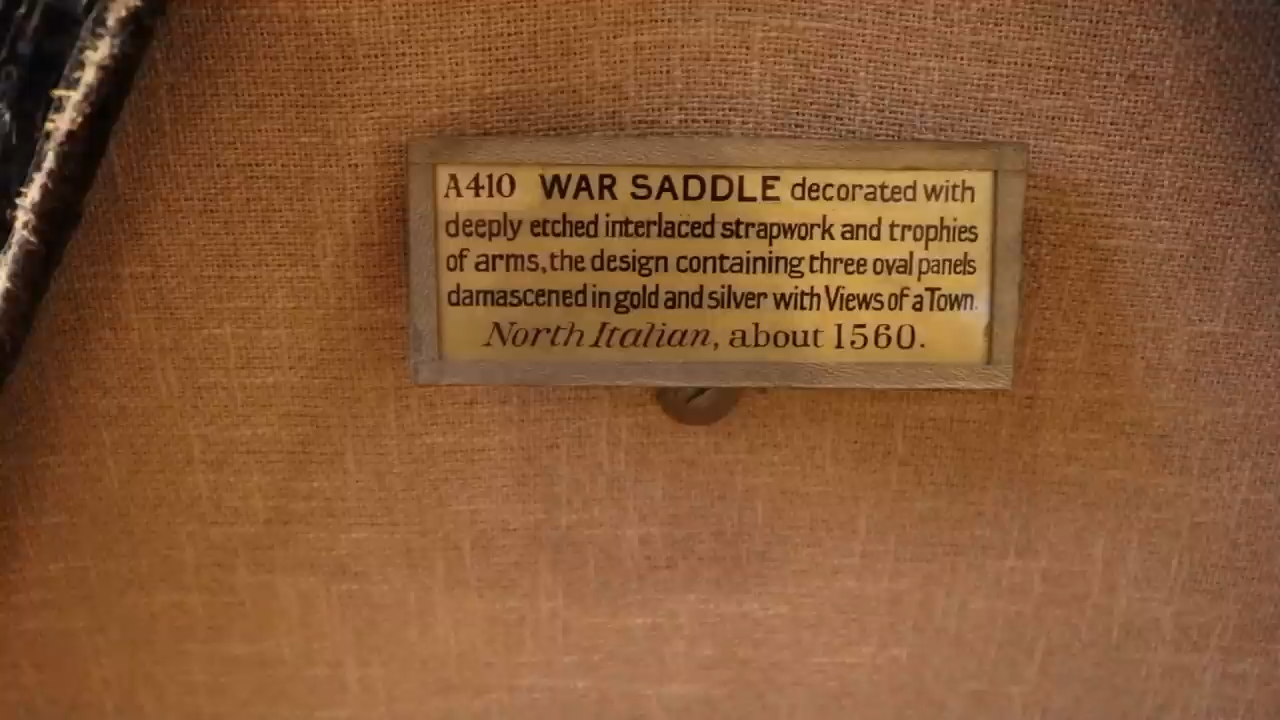 A410 WAR SADDLE decorated with
deeply etched interlaced strapwork and trophies
of arms, the design containing three oval panels
damascened in gold and silver with Views of a Town.
North Italian, about 1560.